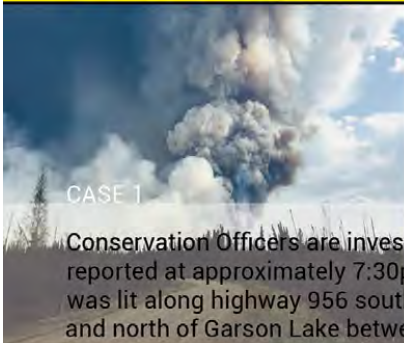 CASE 1
Conservation Officers are inves
reported at approximately 7:30p
was lit along highway 956 sout
and north of Garson Lake betwe